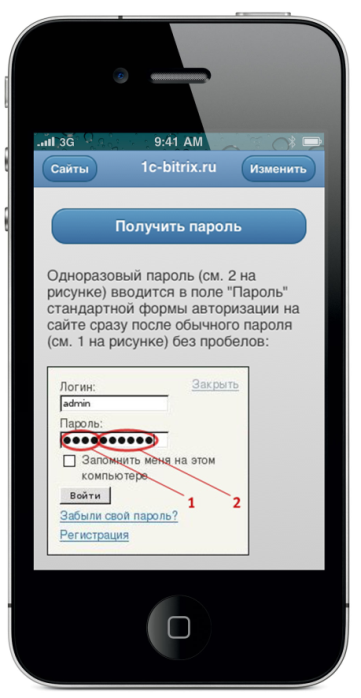 3G 9:41 AM
Сайты 1c-bitrix.ru Изменить
Получить пароль
Одноразовый пароль (см. 2 на
рисунке) вводится в поле "Пароль"
стандартной формы авторизации на
сайте сразу после обычного пароля
(см. 1 на рисунке) без пробелов:
Логин: Закрыть
admin
Пароль:
Запомнить меня на этом
компьютере
Войти
1 2
Забыли свой пароль?
Регистрация